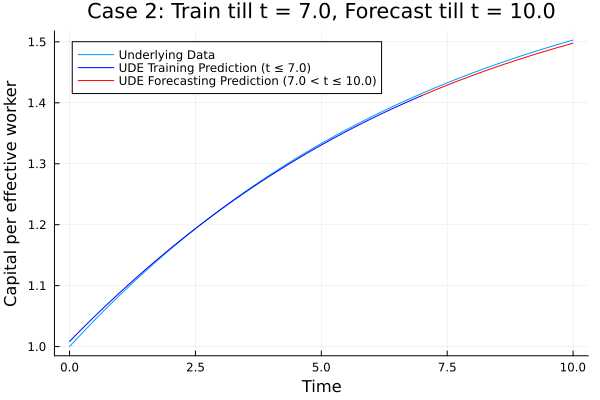 Case 2: Train till t = 7.0, Forecast till t = 10.0
Underlying Data
UDE Training Prediction (t ≤ 7.0)
UDE Forecasting Prediction (7.0 < t ≤ 10.0)
Capital per effective worker
1.5
1.4
1.3
1.2
1.1
1.0
0.0 2.5 5.0 7.5 10.0
Time